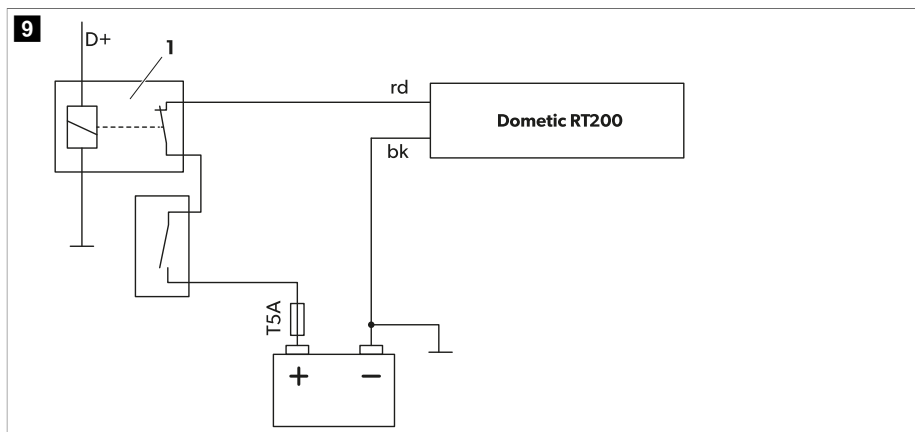 9
D+
1
rd
Dometic RT200
bk
T5A
+ −